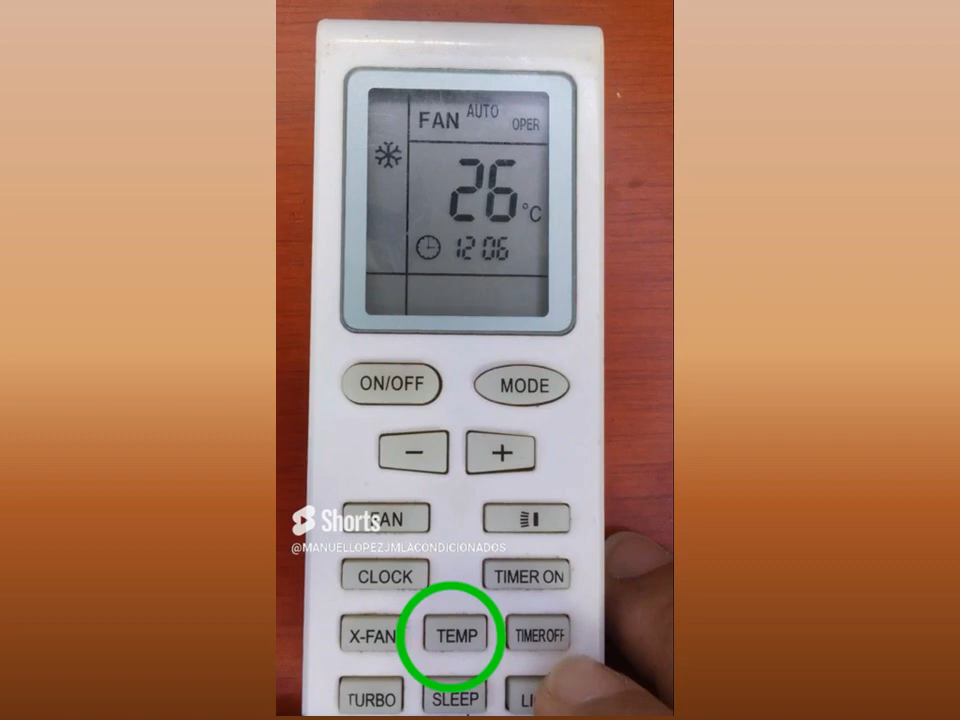 AUTO
FAN OPER
26 °C
12 06
ON/OFF MODE
- +
FAN
Shorts
@MANUELLOPEZJMLACONDICIONADOS
CLOCK TIMER ON
X-FAN TEMP TIMER OFF
TURBO SLEEP